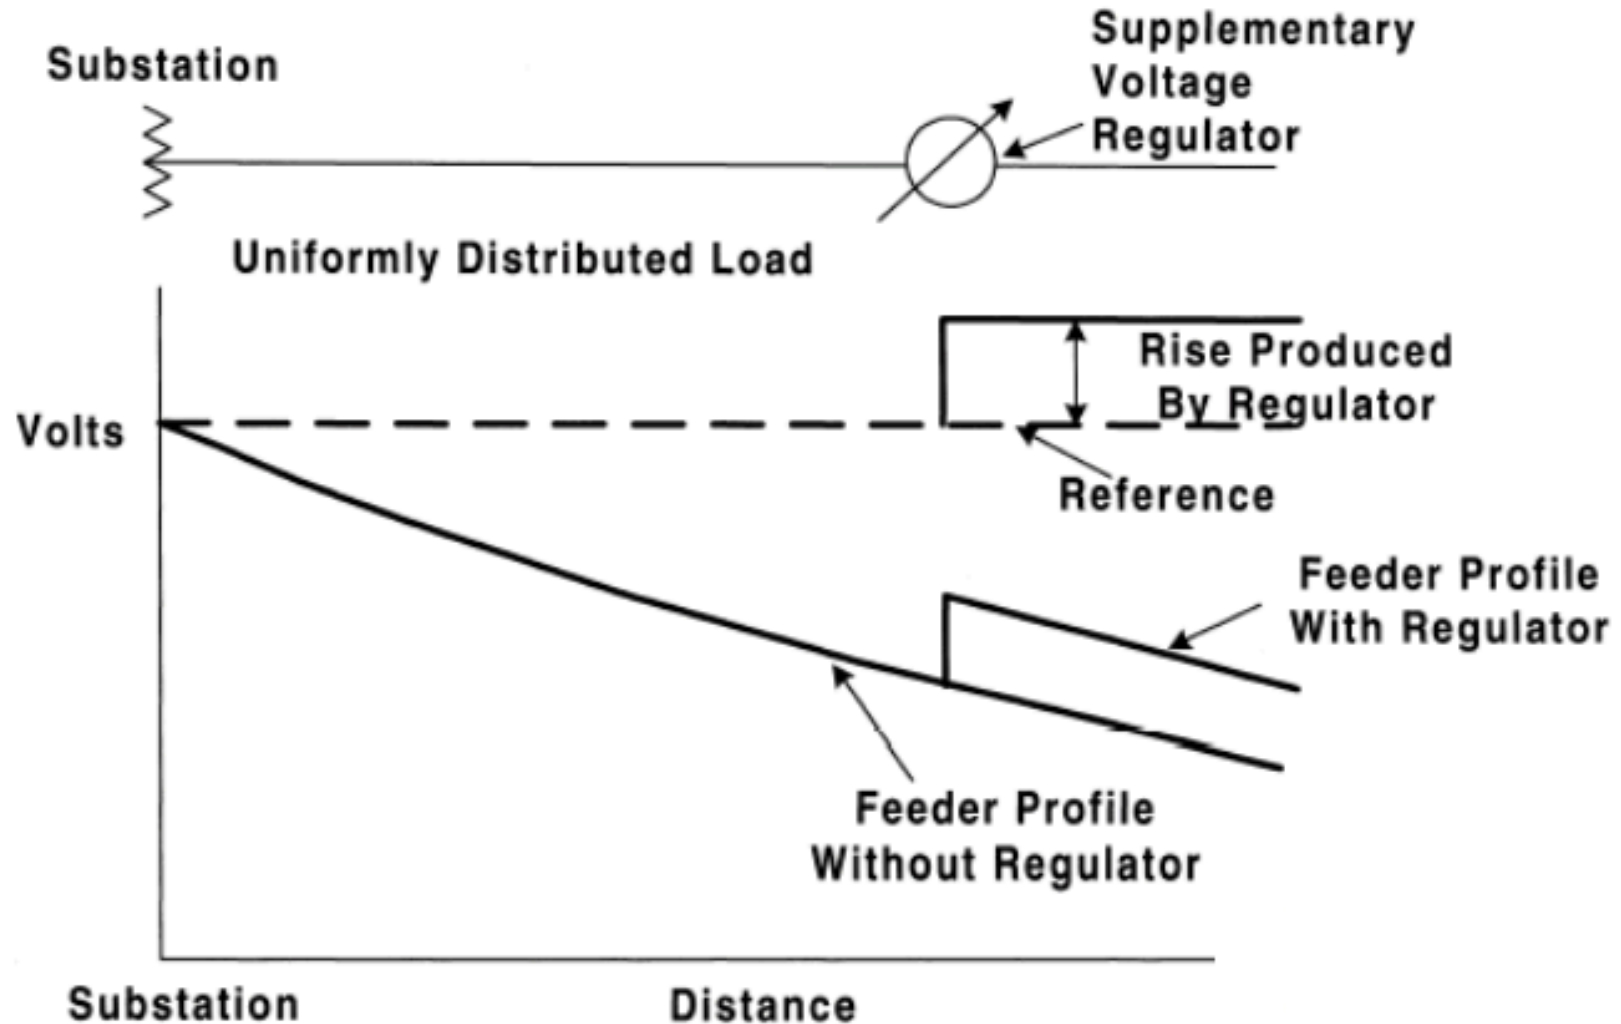 Substation
Supplementary
Voltage
Regulator
Uniformly Distributed Load
Rise Produced
By Regulator
Volts
Reference
Feeder Profile
With Regulator
Feeder Profile
Without Regulator
Substation
Distance